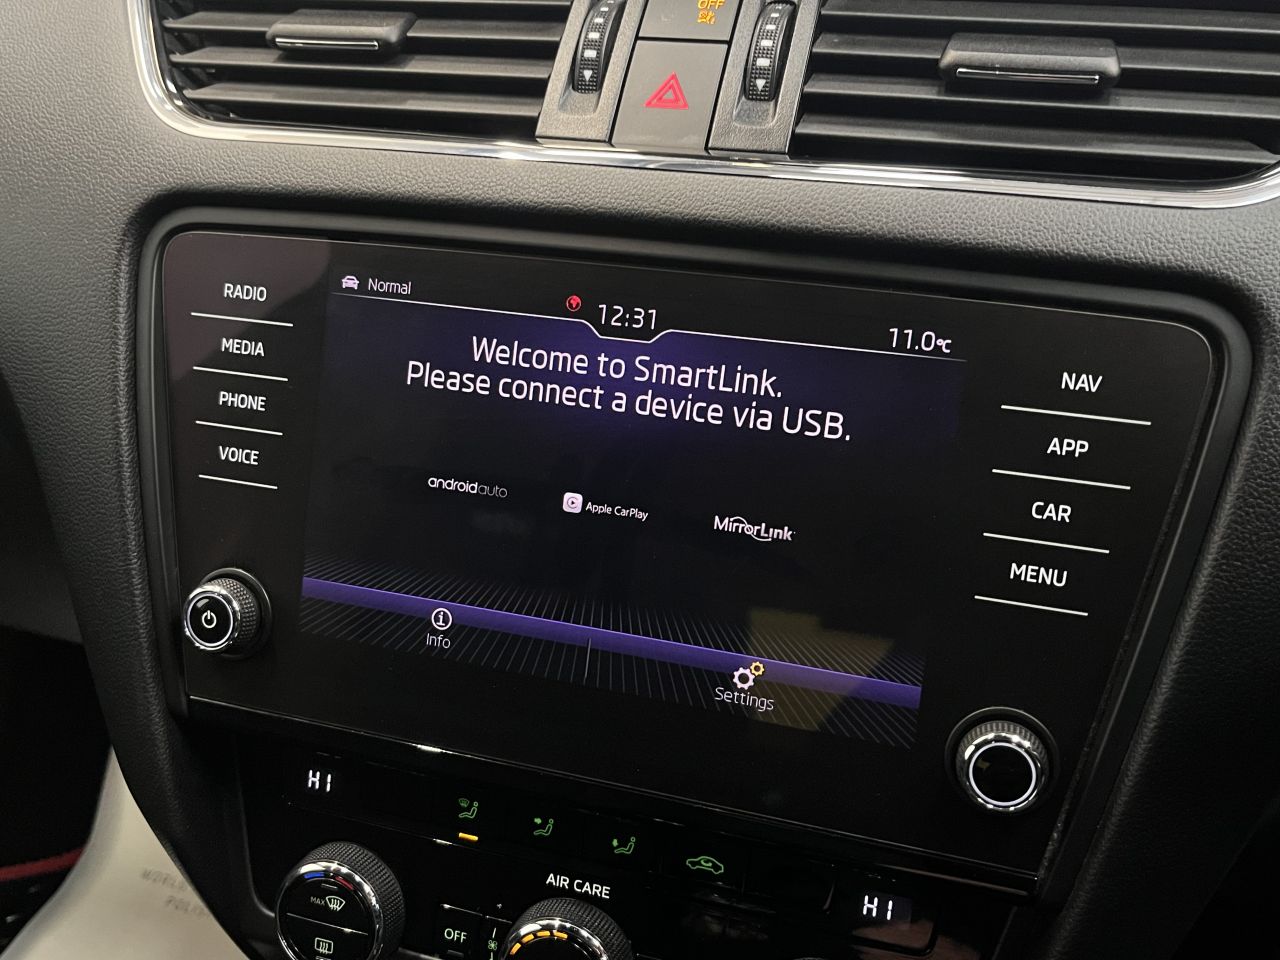 OFF
RADIO
MEDIA
PHONE
VOICE
Normal
12:31
11.0°C
Welcome to SmartLink.
Please connect a device via USB.
androidauto
Apple CarPlay
MirrorLink
Info
Settings
NAV
APP
CAR
MENU
HI
HI
AIR CARE
MAX
OFF